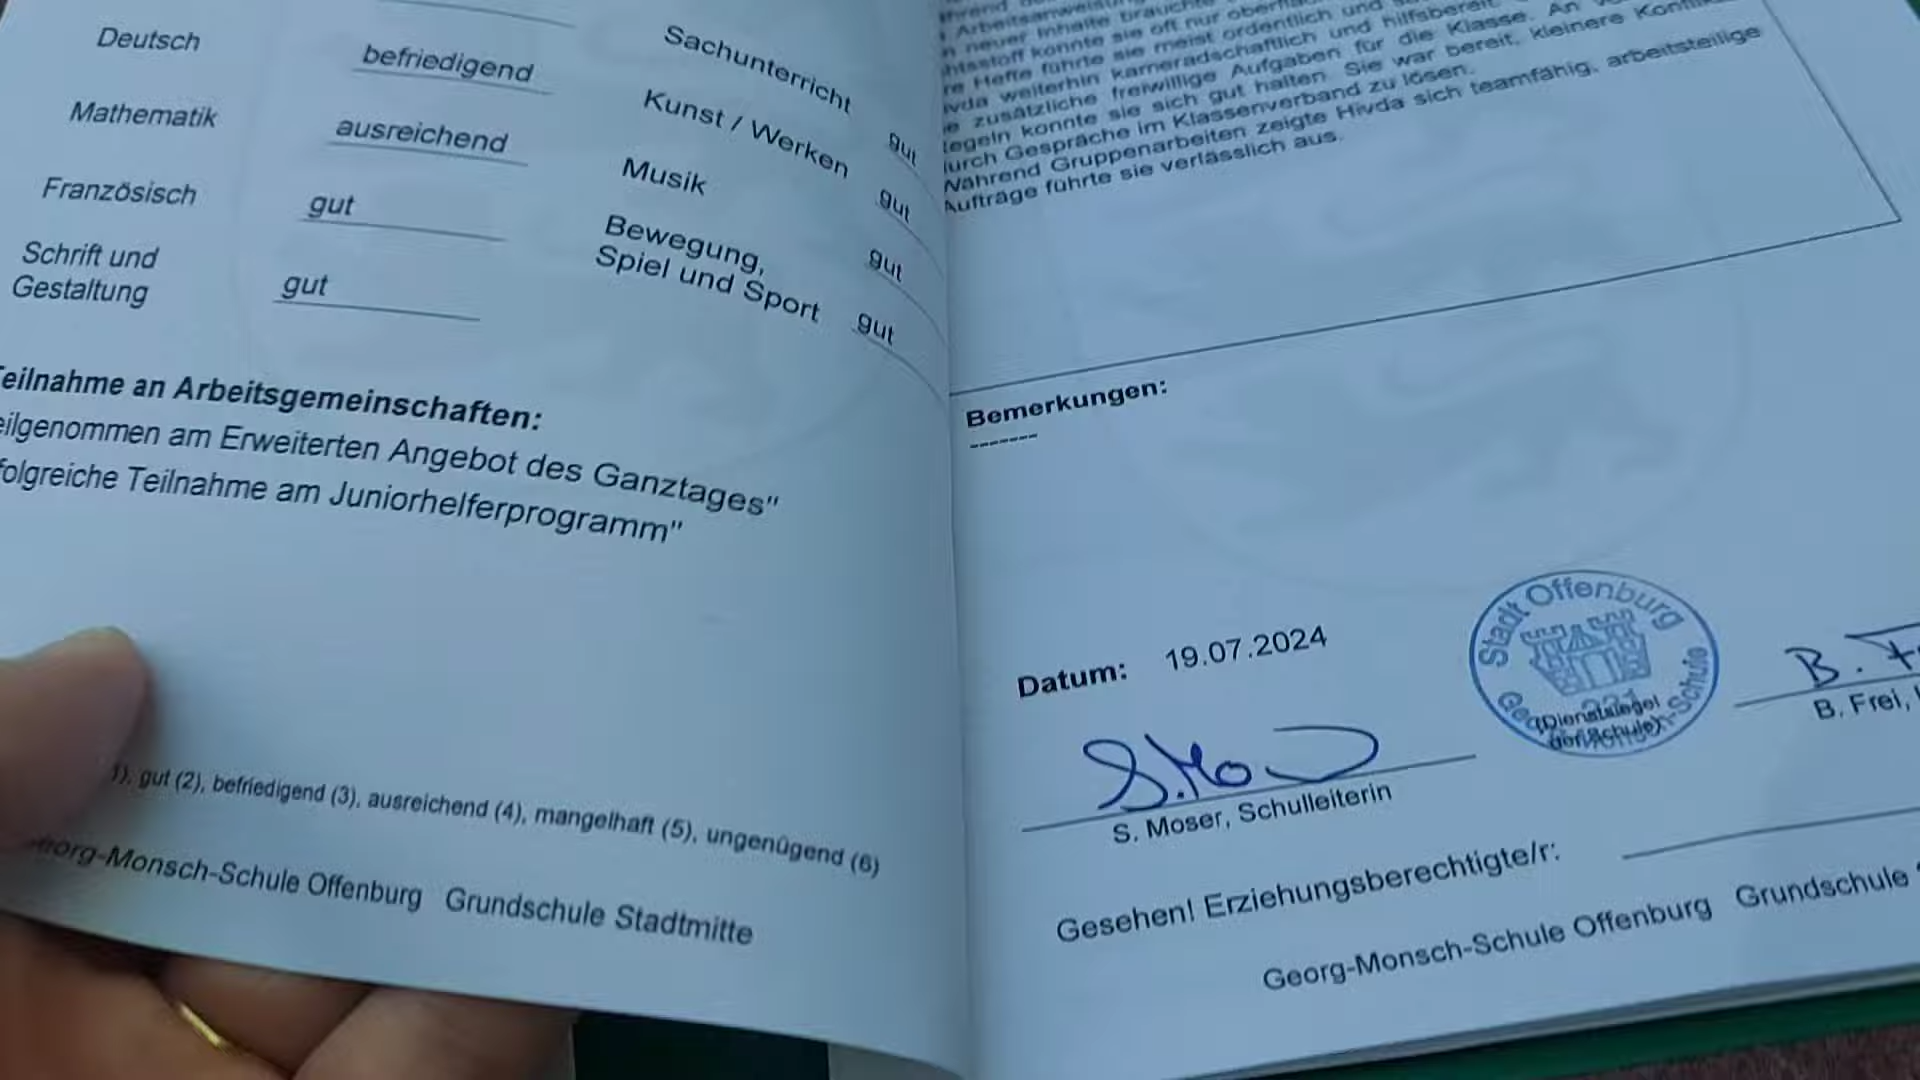 Deutsch befriedigend
Mathematik ausreichend
Französisch gut
Schrift und
Gestaltung gut
Sachunterricht gut
Kunst / Werken gut
Musik gut
Bewegung,
Spiel und Sport gut
eilnahme an Arbeitsgemeinschaften:
eilgenommen am Erweiterten Angebot des Ganztages"
folgreiche Teilnahme am Juniorhelferprogramm"
1), gut (2), befriedigend (3), ausreichend (4), mangelhaft (5), ungenügend (6)
eorg-Monsch-Schule Offenburg Grundschule Stadtmitte
neuer Inhalte brauchte
konnte sie oft nur
Hefte führte sie meist ordentlich und
weiterhin kameradschaftlich und hilfsbereit. An
zusätzliche freiwillige Aufgaben für die Klasse.
egeln konnte sie sich gut halten. Sie war bereit, kleinere
urch Gespräche im Klassenverband zu lösen.
Während Gruppenarbeiten zeigte Hivda sich teamfähig, arbeitsteilige
Aufträge führte sie verlässlich aus.
Bemerkungen:
-------
Datum: 19.07.2024
Stadt Offenburg
(Dienstsiegel
der Schule)
S. Mo
S. Moser, Schulleiterin
B. F
B. Frei,
Gesehen! Erziehungsberechtigte/r:
Georg-Monsch-Schule Offenburg Grundschule